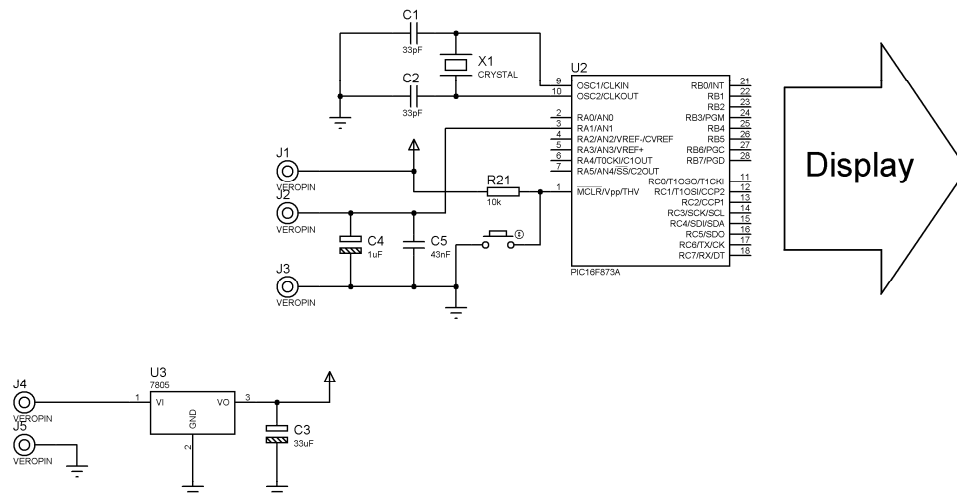 C1
33pF
X1
CRYSTAL
C2
33pF
U2
9 OSC1/CLKIN
10 OSC2/CLKOUT
2 RA0/AN0
3 RA1/AN1
4 RA2/AN2/VREF-/CVREF
5 RA3/AN3/VREF+
6 RA4/T0CKI/C1OUT
7 RA5/AN4/SS/C2OUT
1 MCLR/Vpp/THV
RB0/INT 21
RB1 22
RB2 23
RB3/PGM 24
RB4 25
RB5 26
RB6/PGC 27
RB7/PGD 28
RC0/T1OSO/T1CKI 11
RC1/T1OSI/CCP2 12
RC2/CCP1 13
RC3/SCK/SCL 14
RC4/SDI/SDA 15
RC5/SDO 16
RC6/TX/CK 17
RC7/RX/DT 18
PIC16F873A
Display
J1
VEROPIN
J2
VEROPIN
R21
10k
C4
1uF
C5
43nF
J3
VEROPIN
U3
7805
J4
VEROPIN
J5
VEROPIN
1 VI
VO 3
GND
2
C3
33uF